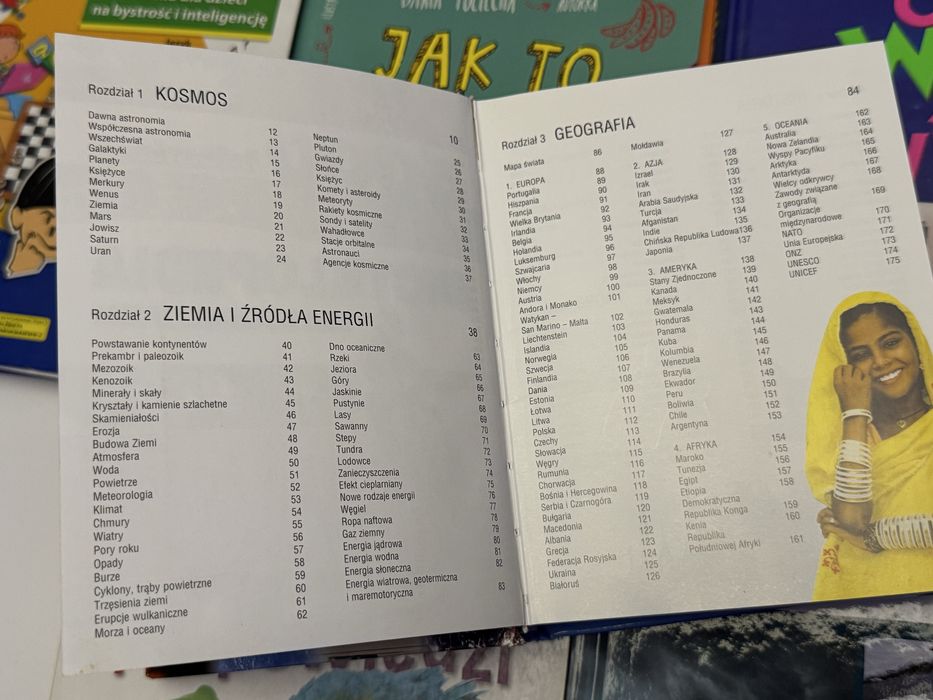 na bystrość i inteligencję
JAK TO
Rozdział 1 KOSMOS 10
Dawna astronomia 12
Współczesna astronomia 13
Wszechświat 14
Galaktyki 15
Planety 16
Księżyce 17
Merkury 18
Wenus 19
Ziemia 20
Mars 21
Jowisz 22
Saturn 23
Uran 24
Neptun 25
Pluton 26
Gwiazdy 27
Słońce 28
Księżyc 29
Komety i asteroidy 30
Meteoryty 31
Rakiety kosmiczne 32
Sondy i satelity 33
Wahadłowce 34
Stacje orbitalne 35
Astronauci 36
Agencje kosmiczne 37
Rozdział 2 ZIEMIA I ŹRÓDŁA ENERGII 38
Powstawanie kontynentów 40
Prekambr i paleozoik 41
Mezozoik 42
Kenozoik 43
Minerały i skały 44
Kryształy i kamienie szlachetne 45
Skamieniałości 46
Erozja 47
Budowa Ziemi 48
Atmosfera 49
Woda 50
Powietrze 51
Meteorologia 52
Klimat 53
Chmury 54
Wiatry 55
Pory roku 56
Opady 57
Burze 58
Cyklony, trąby powietrzne 59
Trzęsienia ziemi 60
Erupcje wulkaniczne 61
Morza i oceany 62
Dno oceaniczne 63
Rzeki 64
Jeziora 65
Góry 66
Jaskinie 67
Pustynie 68
Lasy 69
Sawanny 70
Stepy 71
Tundra 72
Lodowce 73
Zanieczyszczenia 74
Efekt cieplarniany 75
Nowe rodzaje energii 76
Węgiel 77
Ropa naftowa 78
Gaz ziemny 79
Energia jądrowa 80
Energia wodna 81
Energia słoneczna 82
Energia wiatrowa, geotermiczna
i maremotoryczna 83
Rozdział 3 GEOGRAFIA 84
Mapa świata 86
1. EUROPA 88
Portugalia 89
Hiszpania 90
Francja 91
Wielka Brytania 92
Irlandia 93
Belgia 94
Holandia 95
Luksemburg 96
Szwajcaria 97
Włochy 98
Niemcy 99
Austria 100
Andora i Monako 101
Watykan –
San Marino – Malta 102
Liechtenstein 103
Islandia 104
Norwegia 105
Szwecja 106
Finlandia 107
Dania 108
Estonia 109
Łotwa 110
Litwa 111
Polska 112
Czechy 113
Słowacja 114
Węgry 115
Rumunia 116
Chorwacja 117
Bośnia i Hercegowina 118
Serbia i Czarnogóra 119
Bułgaria 120
Macedonia 121
Albania 122
Grecja 123
Federacja Rosyjska 124
Ukraina 125
Białoruś 126
Mołdawia 127
2. AZJA 128
Izrael 129
Irak 130
Iran 131
Arabia Saudyjska 132
Turcja 133
Afganistan 134
Indie 135
Chińska Republika Ludowa 136
Japonia 137
3. AMERYKA 138
Stany Zjednoczone 139
Kanada 140
Meksyk 141
Gwatemala 142
Honduras 143
Panama 144
Kuba 145
Kolumbia 146
Wenezuela 147
Brazylia 148
Ekwador 149
Peru 150
Boliwia 151
Chile 152
Argentyna 153
4. AFRYKA 154
Maroko 155
Tunezja 156
Egipt 157
Etiopia 158
Demokratyczna
Republika Konga 159
Kenia 160
Republika
Południowej Afryki 161
5. OCEANIA 162
Australia 163
Nowa Zelandia 164
Wyspy Pacyfiku 165
Arktyka 166
Antarktyda 167
Wielcy odkrywcy 168
Zawody związane
z geografią 169
Organizacje
międzynarodowe 170
NATO 171
Unia Europejska 172
ONZ 173
UNESCO 174
UNICEF 175